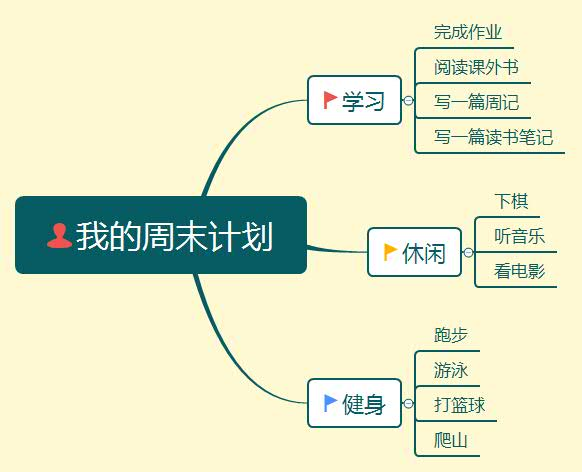 我的周末计划
学习
完成作业
阅读课外书
写一篇周记
写一篇读书笔记
休闲
下棋
听音乐
看电影
健身
跑步
游泳
打篮球
爬山